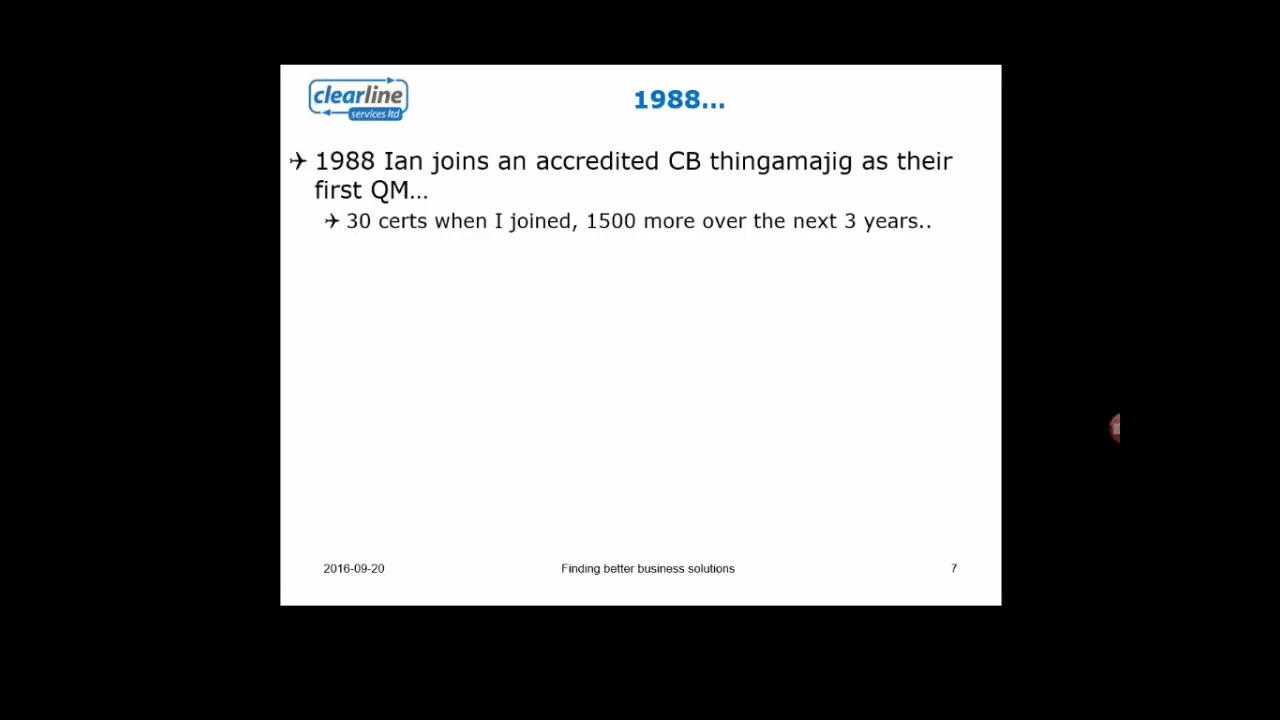 clearline
services ltd
1988...
1988 Ian joins an accredited CB thingamajig as their
first QM...
30 certs when I joined, 1500 more over the next 3 years..
2016-09-20
Finding better business solutions
7